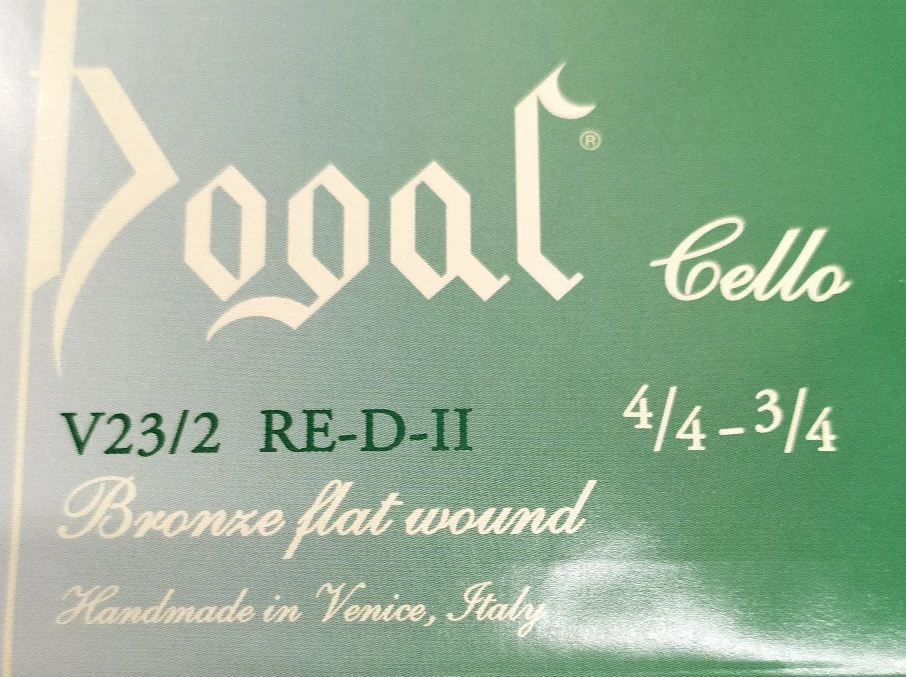 Dogal®
Cello
V23/2 RE-D-II 4/4-3/4
Bronze flat wound
Handmade in Venice, Italy